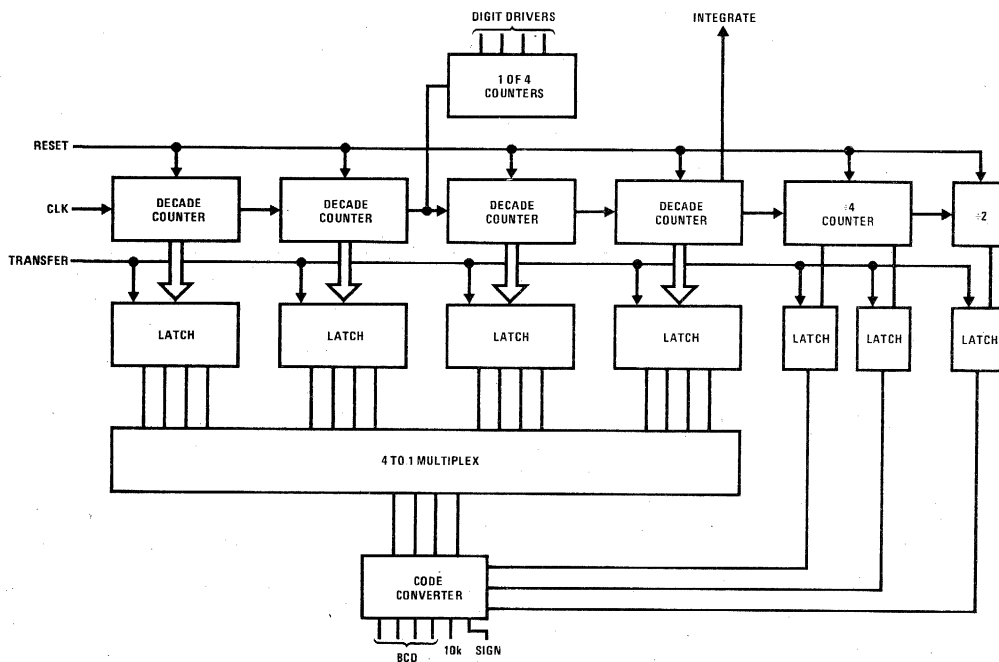 DIGIT DRIVERS
INTEGRATE
1 OF 4
COUNTERS
RESET
CLK
DECADE
COUNTER
DECADE
COUNTER
DECADE
COUNTER
DECADE
COUNTER
÷4
COUNTER
÷2
TRANSFER
LATCH
LATCH
LATCH
LATCH
LATCH
LATCH
LATCH
4 TO 1 MULTIPLEX
CODE
CONVERTER
BCD
10k
SIGN